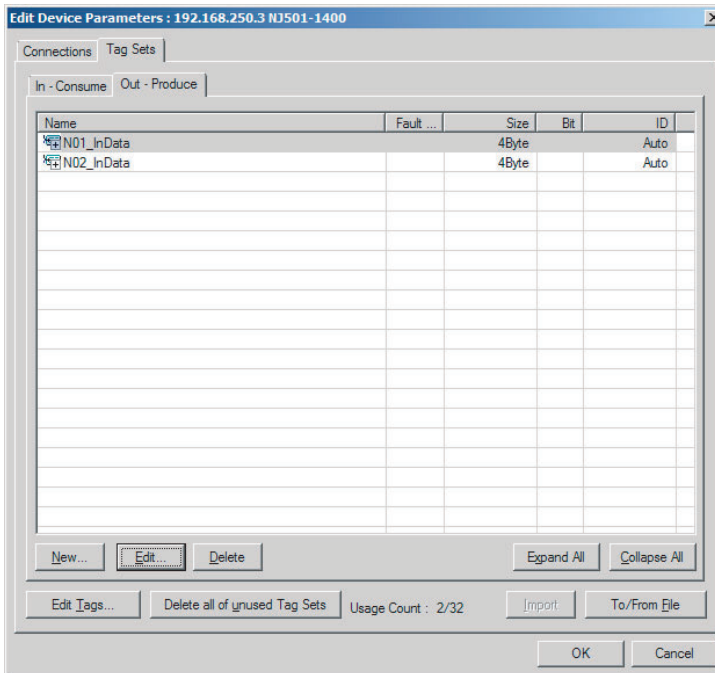 Edit Device Parameters : 192.168.250.3 NJ501-1400
Connections Tag Sets
In - Consume Out - Produce
Name Fault ... Size Bit ID
N01_InData 4Byte Auto
N02_InData 4Byte Auto
New... Edit... Delete Expand All Collapse All
Edit Tags... Delete all of unused Tag Sets Usage Count : 2/32 Import To/From File
OK Cancel